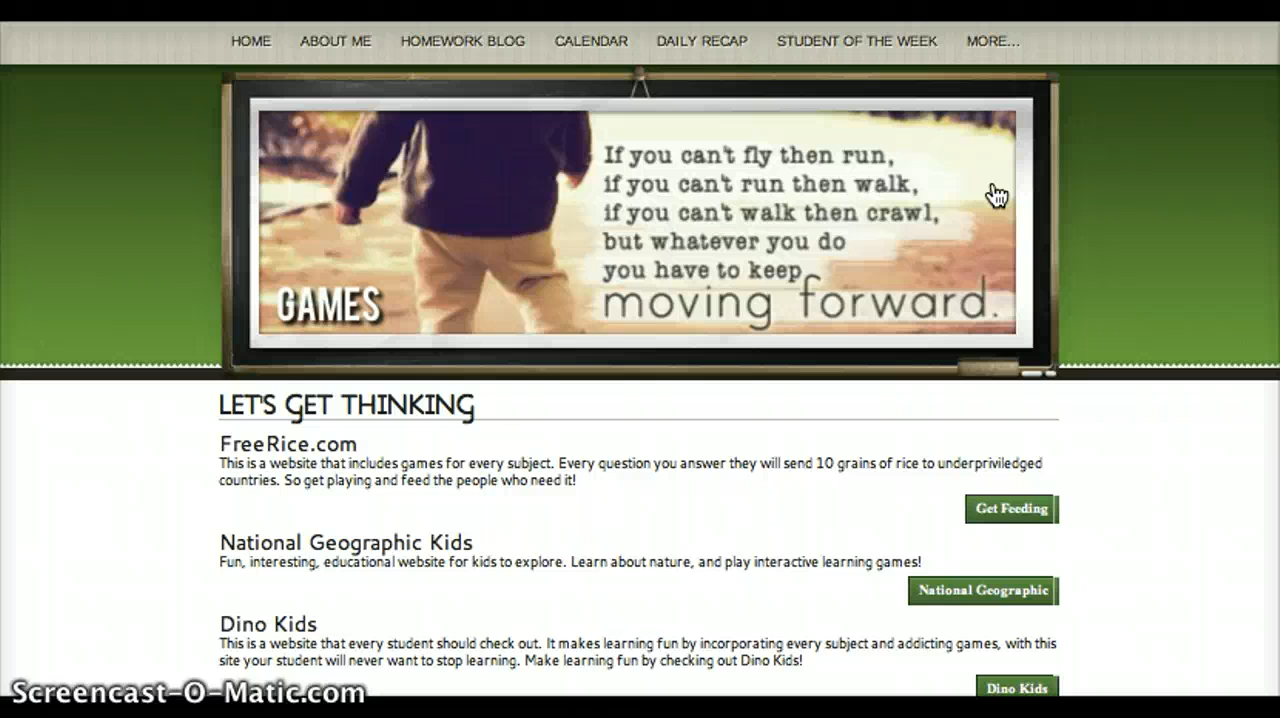 HOME ABOUT ME HOMEWORK BLOG CALENDAR DAILY RECAP STUDENT OF THE WEEK MORE...
If you can't fly then run,
if you can't run then walk,
if you can't walk then crawl,
but whatever you do
you have to keep
moving forward.
GAMES
LET'S GET THINKING
FreeRice.com
This is a website that includes games for every subject. Every question you answer they will send 10 grains of rice to underpriviledged
countries. So get playing and feed the people who need it!
Get Feeding
National Geographic Kids
Fun, interesting, educational website for kids to explore. Learn about nature, and play interactive learning games!
National Geographic
Dino Kids
This is a website that every student should check out. It makes learning fun by incorporating every subject and addicting games, with this
site your student will never want to stop learning. Make learning fun by checking out Dino Kids!
Dino Kids
Screencast-O-Matic.com